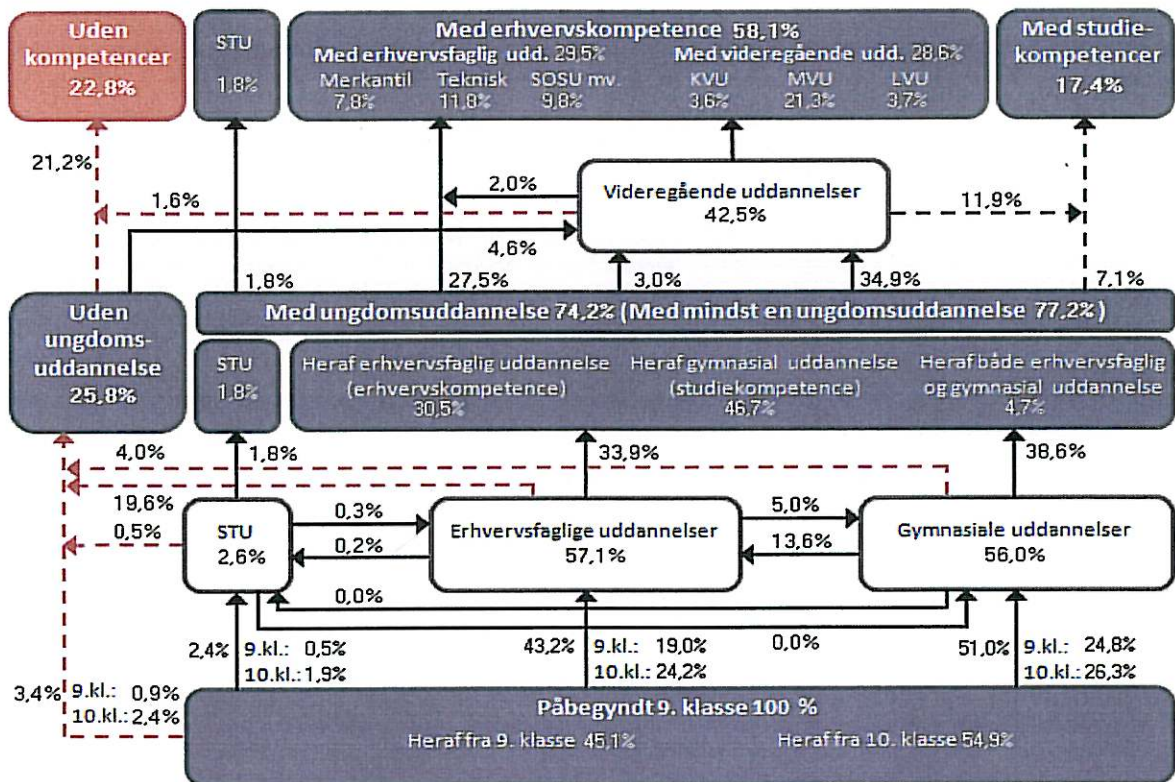 Uden
kompetencer
22,8%
STU
1,8%
Med erhvervskompetence 58,1%
Med erhvervsfaglig udd. 29,5%
Med videregående udd. 28,6%
Merkantil Teknisk SOSU mv.
7,8% 11,8% 9,8%
KVU MVU LVU
3,6% 21,3% 3,7%
Med studie-
kompetencer
17,4%
21,2%
1,6%
2,0%
Videregående uddannelser
42,5%
11,9%
4,6%
1,8%
27,5%
3,0%
34,9%
7,1%
Uden
ungdoms-
uddannelse
25,8%
Med ungdomsuddannelse 74,2% (Med mindst en ungdomsuddannelse 77,2%)
STU
1,8%
Heraf erhvervsfaglig uddannelse
(erhvervskompetence)
30,5%
Heraf gymnasial uddannelse
(studiekompetence)
46,7%
Heraf både erhvervsfaglig
og gymnasial uddannelse
4,7%
4,0%
1,8%
33,9%
38,6%
19,6%
0,5%
STU
2,6%
0,3%
0,2%
Erhvervsfaglige uddannelser
57,1%
5,0%
13,6%
Gymnasiale uddannelser
56,0%
0,0%
0,0%
2,4%
9.kl.: 0,5%
10.kl.: 1,9%
43,2%
9.kl.: 19,0%
10.kl.: 24,2%
51,0%
9.kl.: 24,8%
10.kl.: 26,3%
3,4%
9.kl.: 0,9%
10.kl.: 2,4%
Påbegyndt 9. klasse 100 %
Heraf fra 9. klasse 45,1%
Heraf fra 10. klasse 54,9%